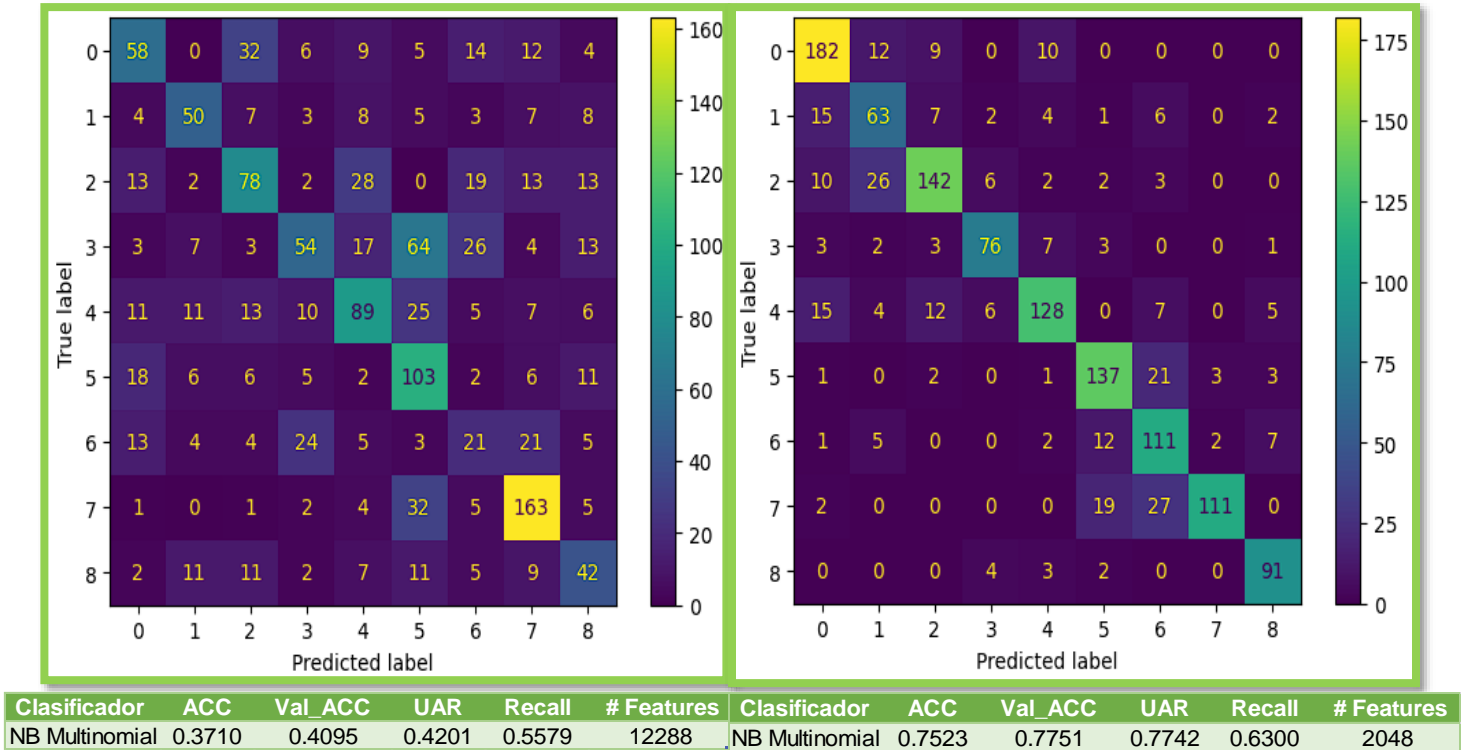 0 58 0 32 6 9 5 14 12 4
1 4 50 7 3 8 5 3 7 8
2 13 2 78 2 28 0 19 13 13
3 3 7 3 54 17 64 26 4 13
4 11 11 13 10 89 25 5 7 6
5 18 6 6 5 2 103 2 6 11
6 13 4 4 24 5 3 21 21 5
7 1 0 1 2 4 32 5 163 5
8 2 11 11 2 7 11 5 9 42
0 1 2 3 4 5 6 7 8
True label
Predicted label
160
140
120
100
80
60
40
20
0
0 182 12 9 0 10 0 0 0 0
1 15 63 7 2 4 1 6 0 2
2 10 26 142 6 2 2 3 0 0
3 3 2 3 76 7 3 0 0 1
4 15 4 12 6 128 0 7 0 5
5 1 0 2 0 1 137 21 3 3
6 1 5 0 0 2 12 111 2 7
7 2 0 0 0 0 19 27 111 0
8 0 0 0 4 3 2 0 0 91
0 1 2 3 4 5 6 7 8
True label
Predicted label
175
150
125
100
75
50
25
0
Clasificador ACC Val_ACC UAR Recall # Features
NB Multinomial 0.3710 0.4095 0.4201 0.5579 12288
Clasificador ACC Val_ACC UAR Recall # Features
NB Multinomial 0.7523 0.7751 0.7742 0.6300 2048